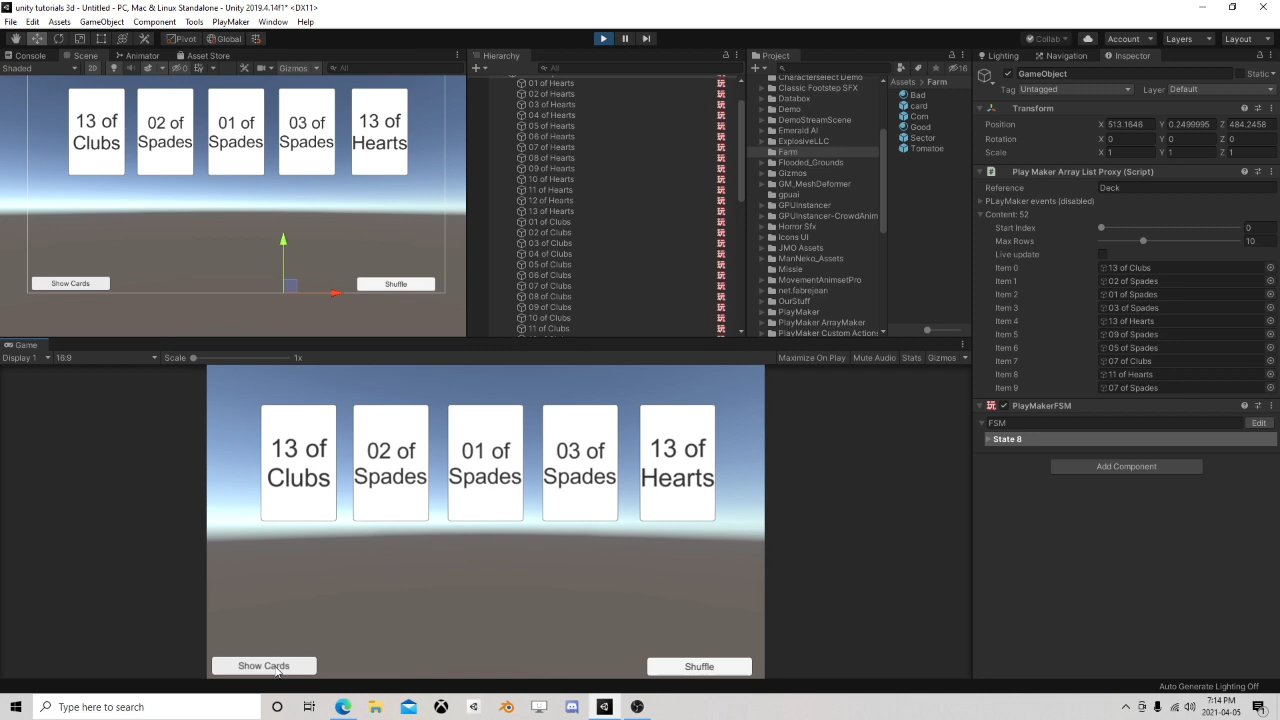 unity tutorials 3d - Untitled - PC, Mac & Linux Standalone - Unity 2019.4.14f1* <DX11>
File Edit Assets GameObject Component Tools PlayMaker Window Help
Pivot Global Collab Account Layers Layout
Console Scene Animator Asset Store
Shaded 2D 0 Gizmos All
13 of Clubs
02 of Spades
01 of Spades
03 of Spades
13 of Hearts
Show Cards Shuffle
Hierarchy
All
01 of Hearts
02 of Hearts
03 of Hearts
04 of Hearts
05 of Hearts
06 of Hearts
07 of Hearts
08 of Hearts
09 of Hearts
10 of Hearts
11 of Hearts
12 of Hearts
13 of Hearts
01 of Clubs
02 of Clubs
03 of Clubs
04 of Clubs
05 of Clubs
06 of Clubs
07 of Clubs
08 of Clubs
09 of Clubs
10 of Clubs
11 of Clubs
Project
16
Characterselect Demo
Classic Footstep SFX
Databox
Demo
DemoStreamScene
Emerald AI
ExplosiveLLC
Farm
Flooded_Grounds
Gizmos
GM_MeshDeformer
gpuai
GPUInstancer
GPUInstancer-CrowdAnim
Horror Sfx
Icons UI
JMO Assets
ManNeko_Assets
Missle
MovementAnimsetPro
net.fabrejean
OurStuff
PlayMaker
PlayMaker ArrayMaker
PlayMaker Custom Actions
Assets Farm
Bad
card
Corn
Good
Sector
Tomatoe
Lighting Navigation Inspector
GameObject Static
Tag Untagged Layer Default
Transform
Position X 513.1646 Y 0.2499995 Z 484.2458
Rotation X 0 Y 0 Z 0
Scale X 1 Y 1 Z 1
Play Maker Array List Proxy (Script)
Reference Deck
PLayMaker events (disabled)
Content: 52
Start Index 0
Max Rows 10
Live update
Item 0 13 of Clubs
Item 1 02 of Spades
Item 2 01 of Spades
Item 3 03 of Spades
Item 4 13 of Hearts
Item 5 09 of Spades
Item 6 05 of Spades
Item 7 07 of Clubs
Item 8 11 of Hearts
Item 9 07 of Spades
PlayMakerFSM
FSM Edit
State 8
Add Component
Game
Display 1 16:9 Scale 1x Maximize On Play Mute Audio Stats Gizmos
13 of Clubs
02 of Spades
01 of Spades
03 of Spades
13 of Hearts
Show Cards Shuffle
Auto Generate Lighting Off
Type here to search
7:14 PM
2021-04-05
1